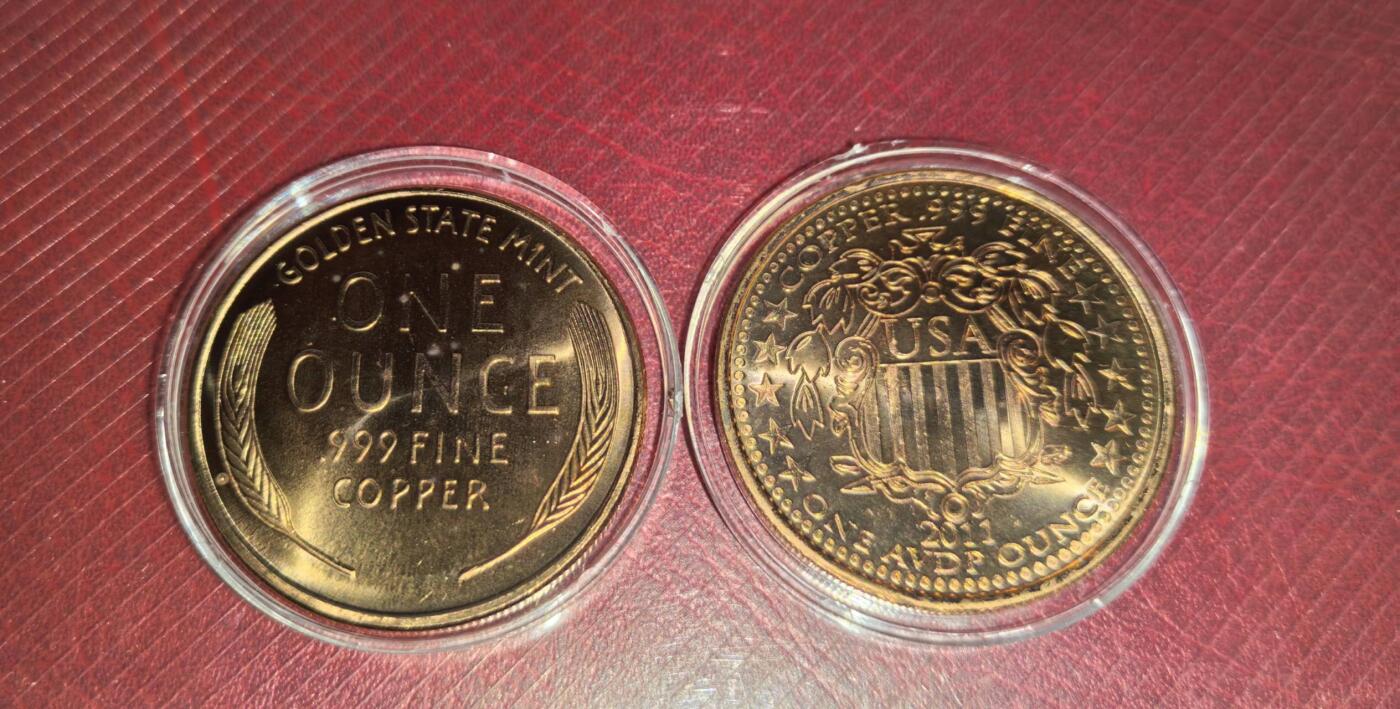 GOLDEN STATE MINT
ONE
OUNCE
.999 FINE
COPPER
COPPER .999 FINE
USA
2011
ONE AVDP OUNCE